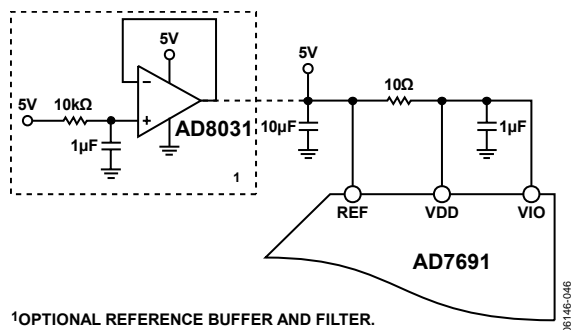 5V
5V
5V
10kΩ
10Ω
−
+
AD8031
1µF
10µF
1µF
1
REF
VDD
VIO
AD7691
1OPTIONAL REFERENCE BUFFER AND FILTER.
06146-046